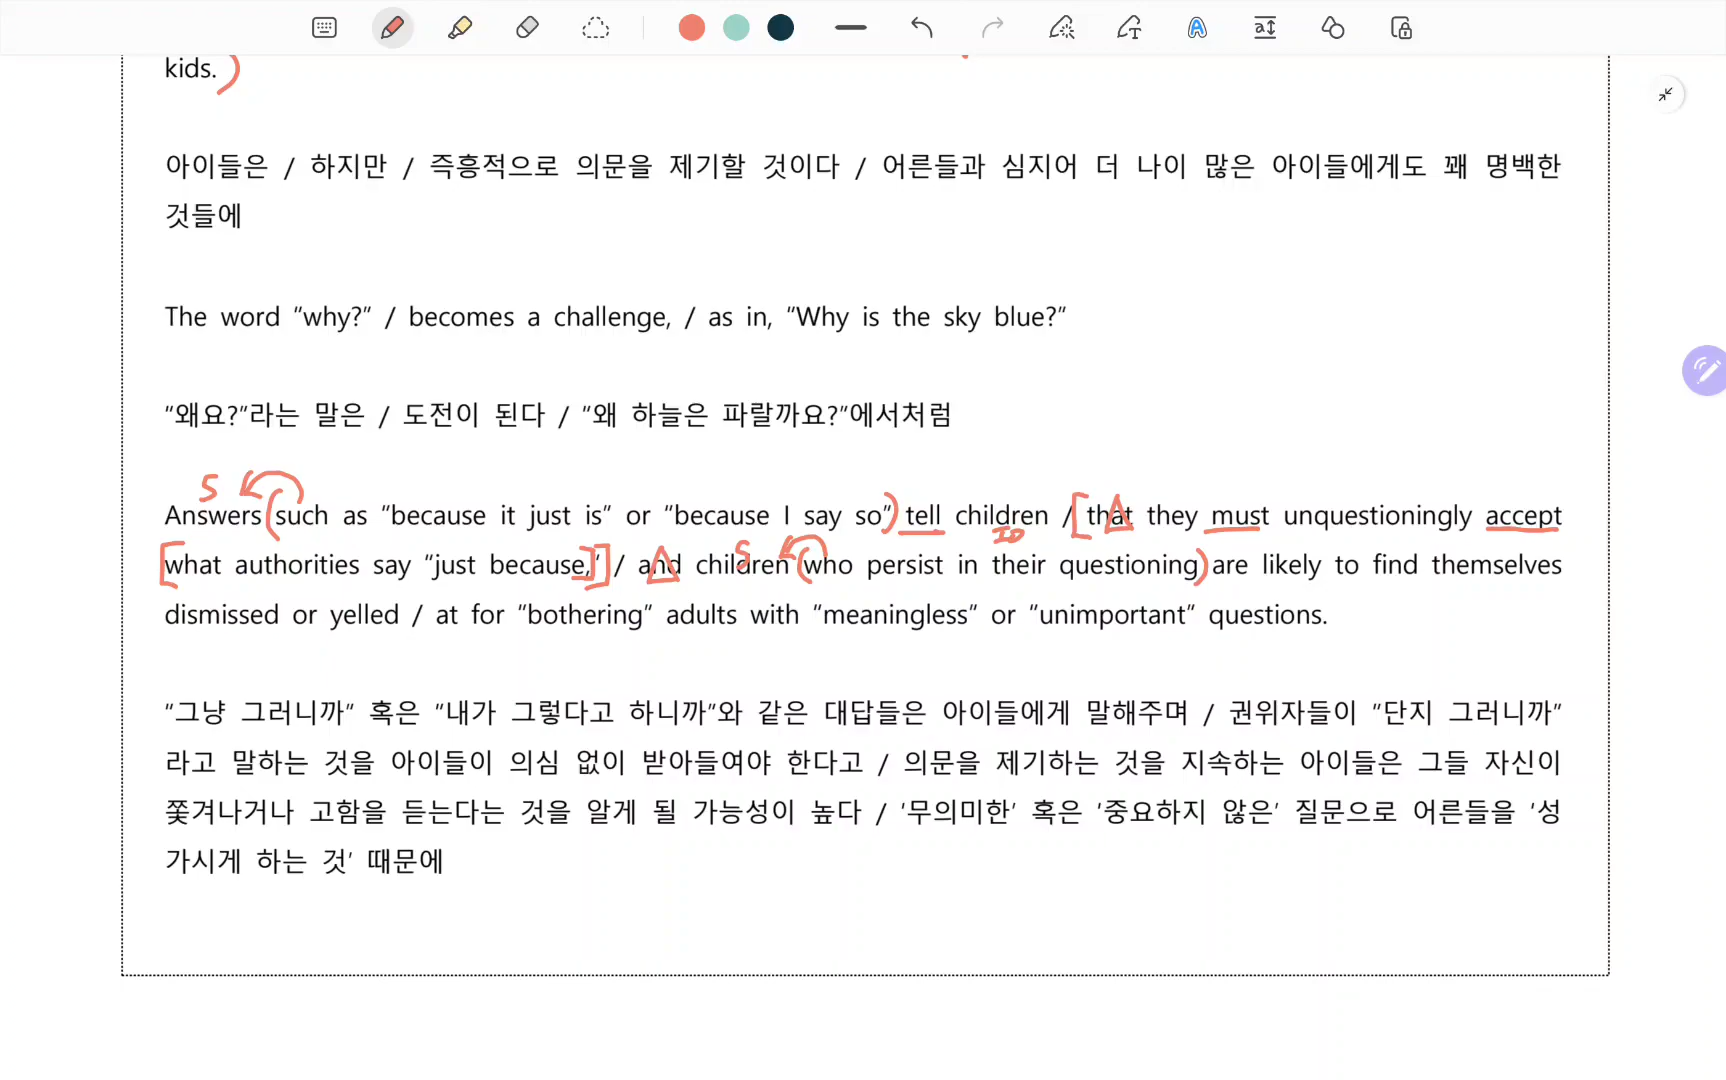 kids.
아이들은 / 하지만 / 즉흥적으로 의문을 제기할 것이다 / 어른들과 심지어 더 나이 많은 아이들에게도 꽤 명백한
것들에
The word “why?” / becomes a challenge, / as in, “Why is the sky blue?”
“왜요?”라는 말은 / 도전이 된다 / “왜 하늘은 파랄까요?”에서처럼
S
Answers (such as “because it just is” or “because I say so”) tell children / [that they must unquestioningly accept
IO
S
[what authorities say “just because,”]] / and children (who persist in their questioning) are likely to find themselves
dismissed or yelled / at for “bothering” adults with “meaningless” or “unimportant” questions.
“그냥 그러니까” 혹은 “내가 그렇다고 하니까”와 같은 대답들은 아이들에게 말해주며 / 권위자들이 “단지 그러니까”
라고 말하는 것을 아이들이 의심 없이 받아들여야 한다고 / 의문을 제기하는 것을 지속하는 아이들은 그들 자신이
쫓겨나거나 고함을 듣는다는 것을 알게 될 가능성이 높다 / ‘무의미한’ 혹은 ‘중요하지 않은’ 질문으로 어른들을 ‘성
가시게 하는 것’ 때문에